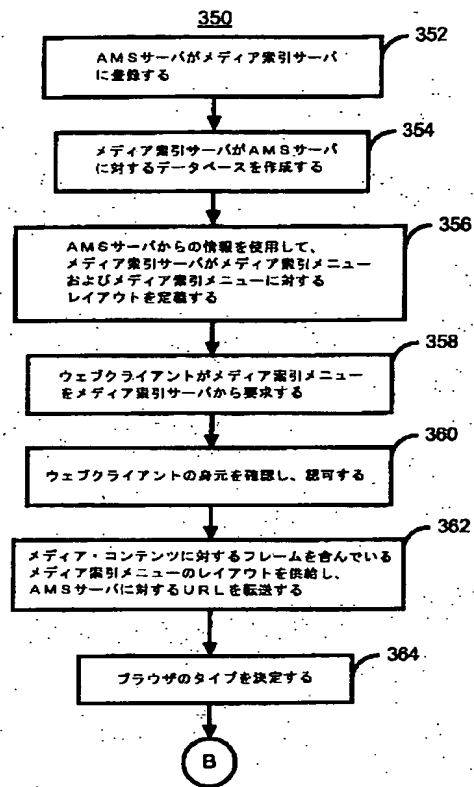 350
352
AMSサーバがメディア索引サーバ
に登録する
354
メディア索引サーバがAMSサーバ
に対するデータベースを作成する
356
AMSサーバからの情報を使用して、
メディア索引サーバがメディア索引メニュー
およびメディア索引メニューに対する
レイアウトを定義する
358
ウェブクライアントがメディア索引メニュー
をメディア索引サーバから要求する
360
ウェブクライアントの身元を確認し、認可する
362
メディア・コンテンツに対するフレームを含んでいる
メディア索引メニューのレイアウトを供給し、
AMSサーバに対するURLを転送する
364
ブラウザのタイプを決定する
B